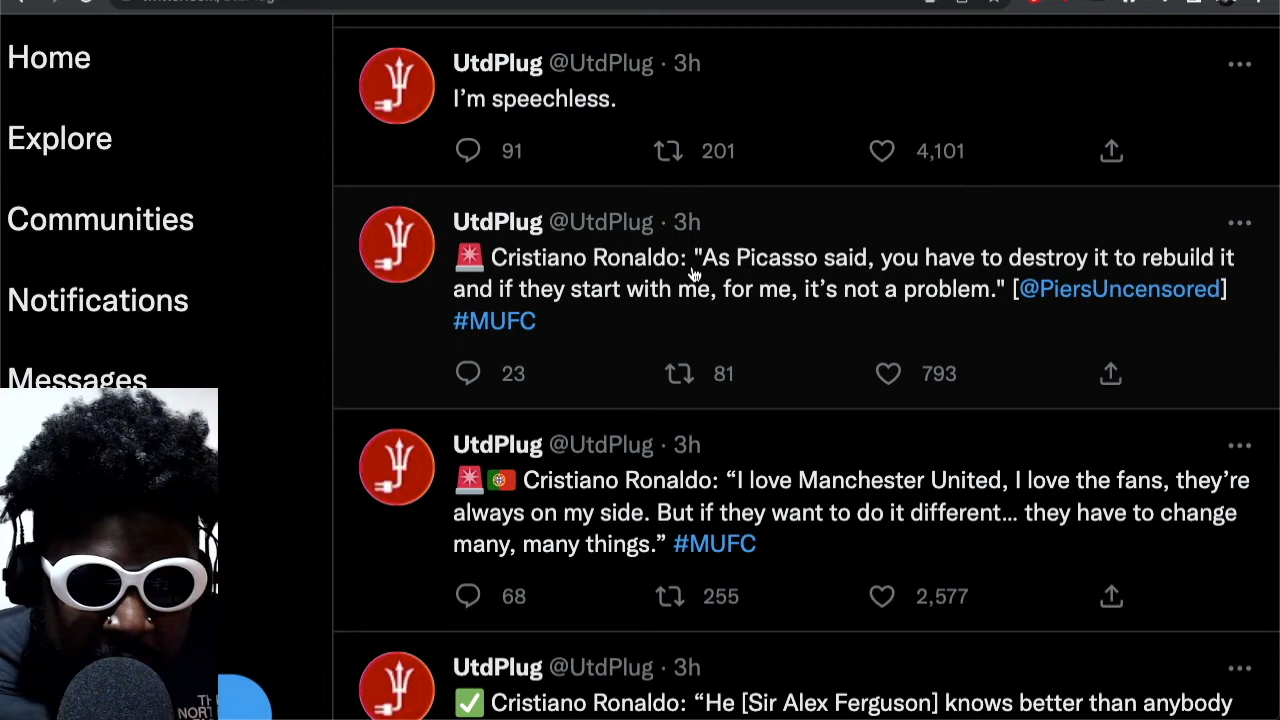 Home
Explore
Communities
Notifications
Messages
UtdPlug @UtdPlug · 3h
I’m speechless.
91 201 4,101
UtdPlug @UtdPlug · 3h
🚨 Cristiano Ronaldo: "As Picasso said, you have to destroy it to rebuild it
and if they start with me, for me, it’s not a problem." [@PiersUncensored]
#MUFC
23 81 793
UtdPlug @UtdPlug · 3h
🚨🇵🇹 Cristiano Ronaldo: “I love Manchester United, I love the fans, they’re
always on my side. But if they want to do it different... they have to change
many, many things.” #MUFC
68 255 2,577
UtdPlug @UtdPlug · 3h
✅ Cristiano Ronaldo: “He [Sir Alex Ferguson] knows better than anybody